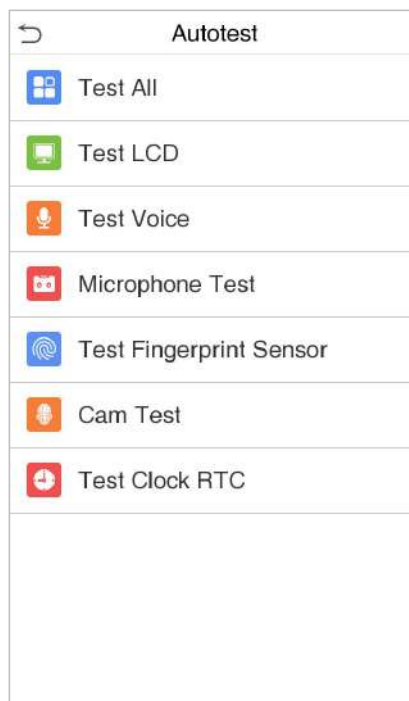 Autotest
Test All
Test LCD
Test Voice
Microphone Test
Test Fingerprint Sensor
Cam Test
Test Clock RTC